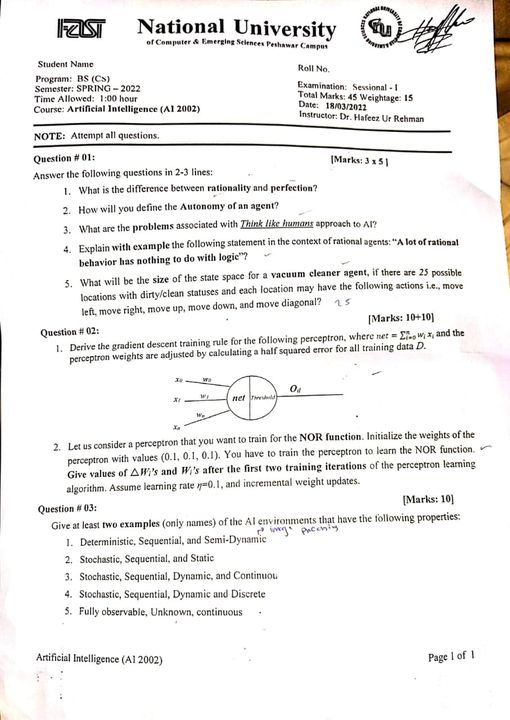 FAST
National University
of Computer & Emerging Sciences Peshawar Campus
Student Name
Roll No.
Program: BS (CS)
Semester: SPRING – 2022
Time Allowed: 1:00 hour
Course: Artificial Intelligence (AI 2002)
Examination: Sessional - I
Total Marks: 45 Weightage: 15
Date: 18/03/2022
Instructor: Dr. Hafeez Ur Rehman
NOTE: Attempt all questions.
Question # 01: [Marks: 3 x 5]
Answer the following questions in 2-3 lines:
1. What is the difference between rationality and perfection?
2. How will you define the Autonomy of an agent?
3. What are the problems associated with Think like humans approach to AI?
4. Explain with example the following statement in the context of rational agents: "A lot of rational
behavior has nothing to do with logic"?
5. What will be the size of the state space for a vacuum cleaner agent, if there are 25 possible
locations with dirty/clean statuses and each location may have the following actions i.e., move
left, move right, move up, move down, and move diagonal? 25
[Marks: 10+10]
Question # 02:
1. Derive the gradient descent training rule for the following perceptron, where net = Σⁿᵢ₌₀ wᵢ xᵢ and the
perceptron weights are adjusted by calculating a half squared error for all training data D.
x₀ w₀
x₁ w₁ net Threshold O_d
wₙ
xₙ
2. Let us consider a perceptron that you want to train for the NOR function. Initialize the weights of the
perceptron with values (0.1, 0.1, 0.1). You have to train the perceptron to learn the NOR function.
Give values of △Wᵢ's and Wᵢ's after the first two training iterations of the perceptron learning
algorithm. Assume learning rate η=0.1, and incremental weight updates.
Question # 03: [Marks: 10]
Give at least two examples (only names) of the AI environments that have the following properties:
1. Deterministic, Sequential, and Semi-Dynamic
2. Stochastic, Sequential, and Static
3. Stochastic, Sequential, Dynamic, and Continuou
4. Stochastic, Sequential, Dynamic and Discrete
5. Fully observable, Unknown, continuous
Artificial Intelligence (AI 2002) Page 1 of 1